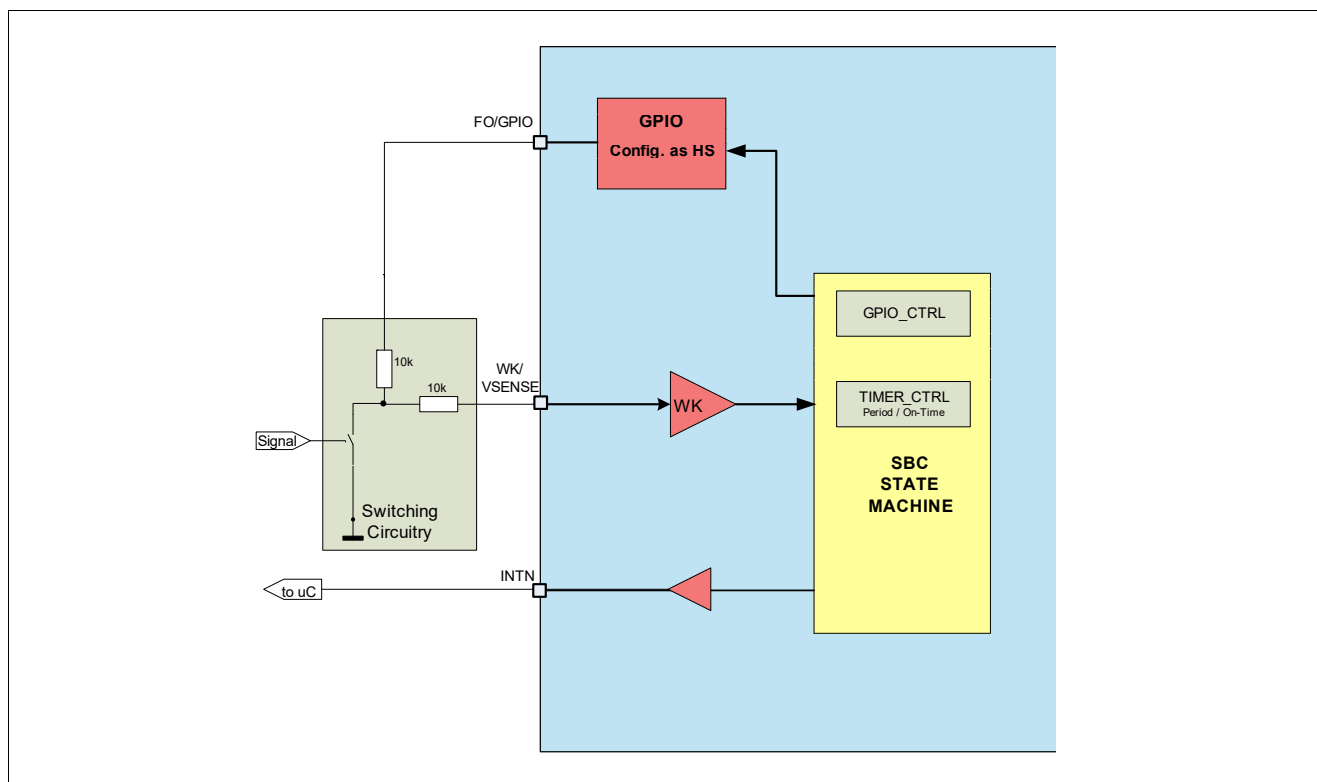 FO/GPIO
GPIO
Config. as HS
GPIO_CTRL
10k
10k
WK/
VSENSE
WK
TIMER_CTRL
Period / On-Time
Signal
SBC
STATE
MACHINE
Switching
Circuitry
INTN
to uC